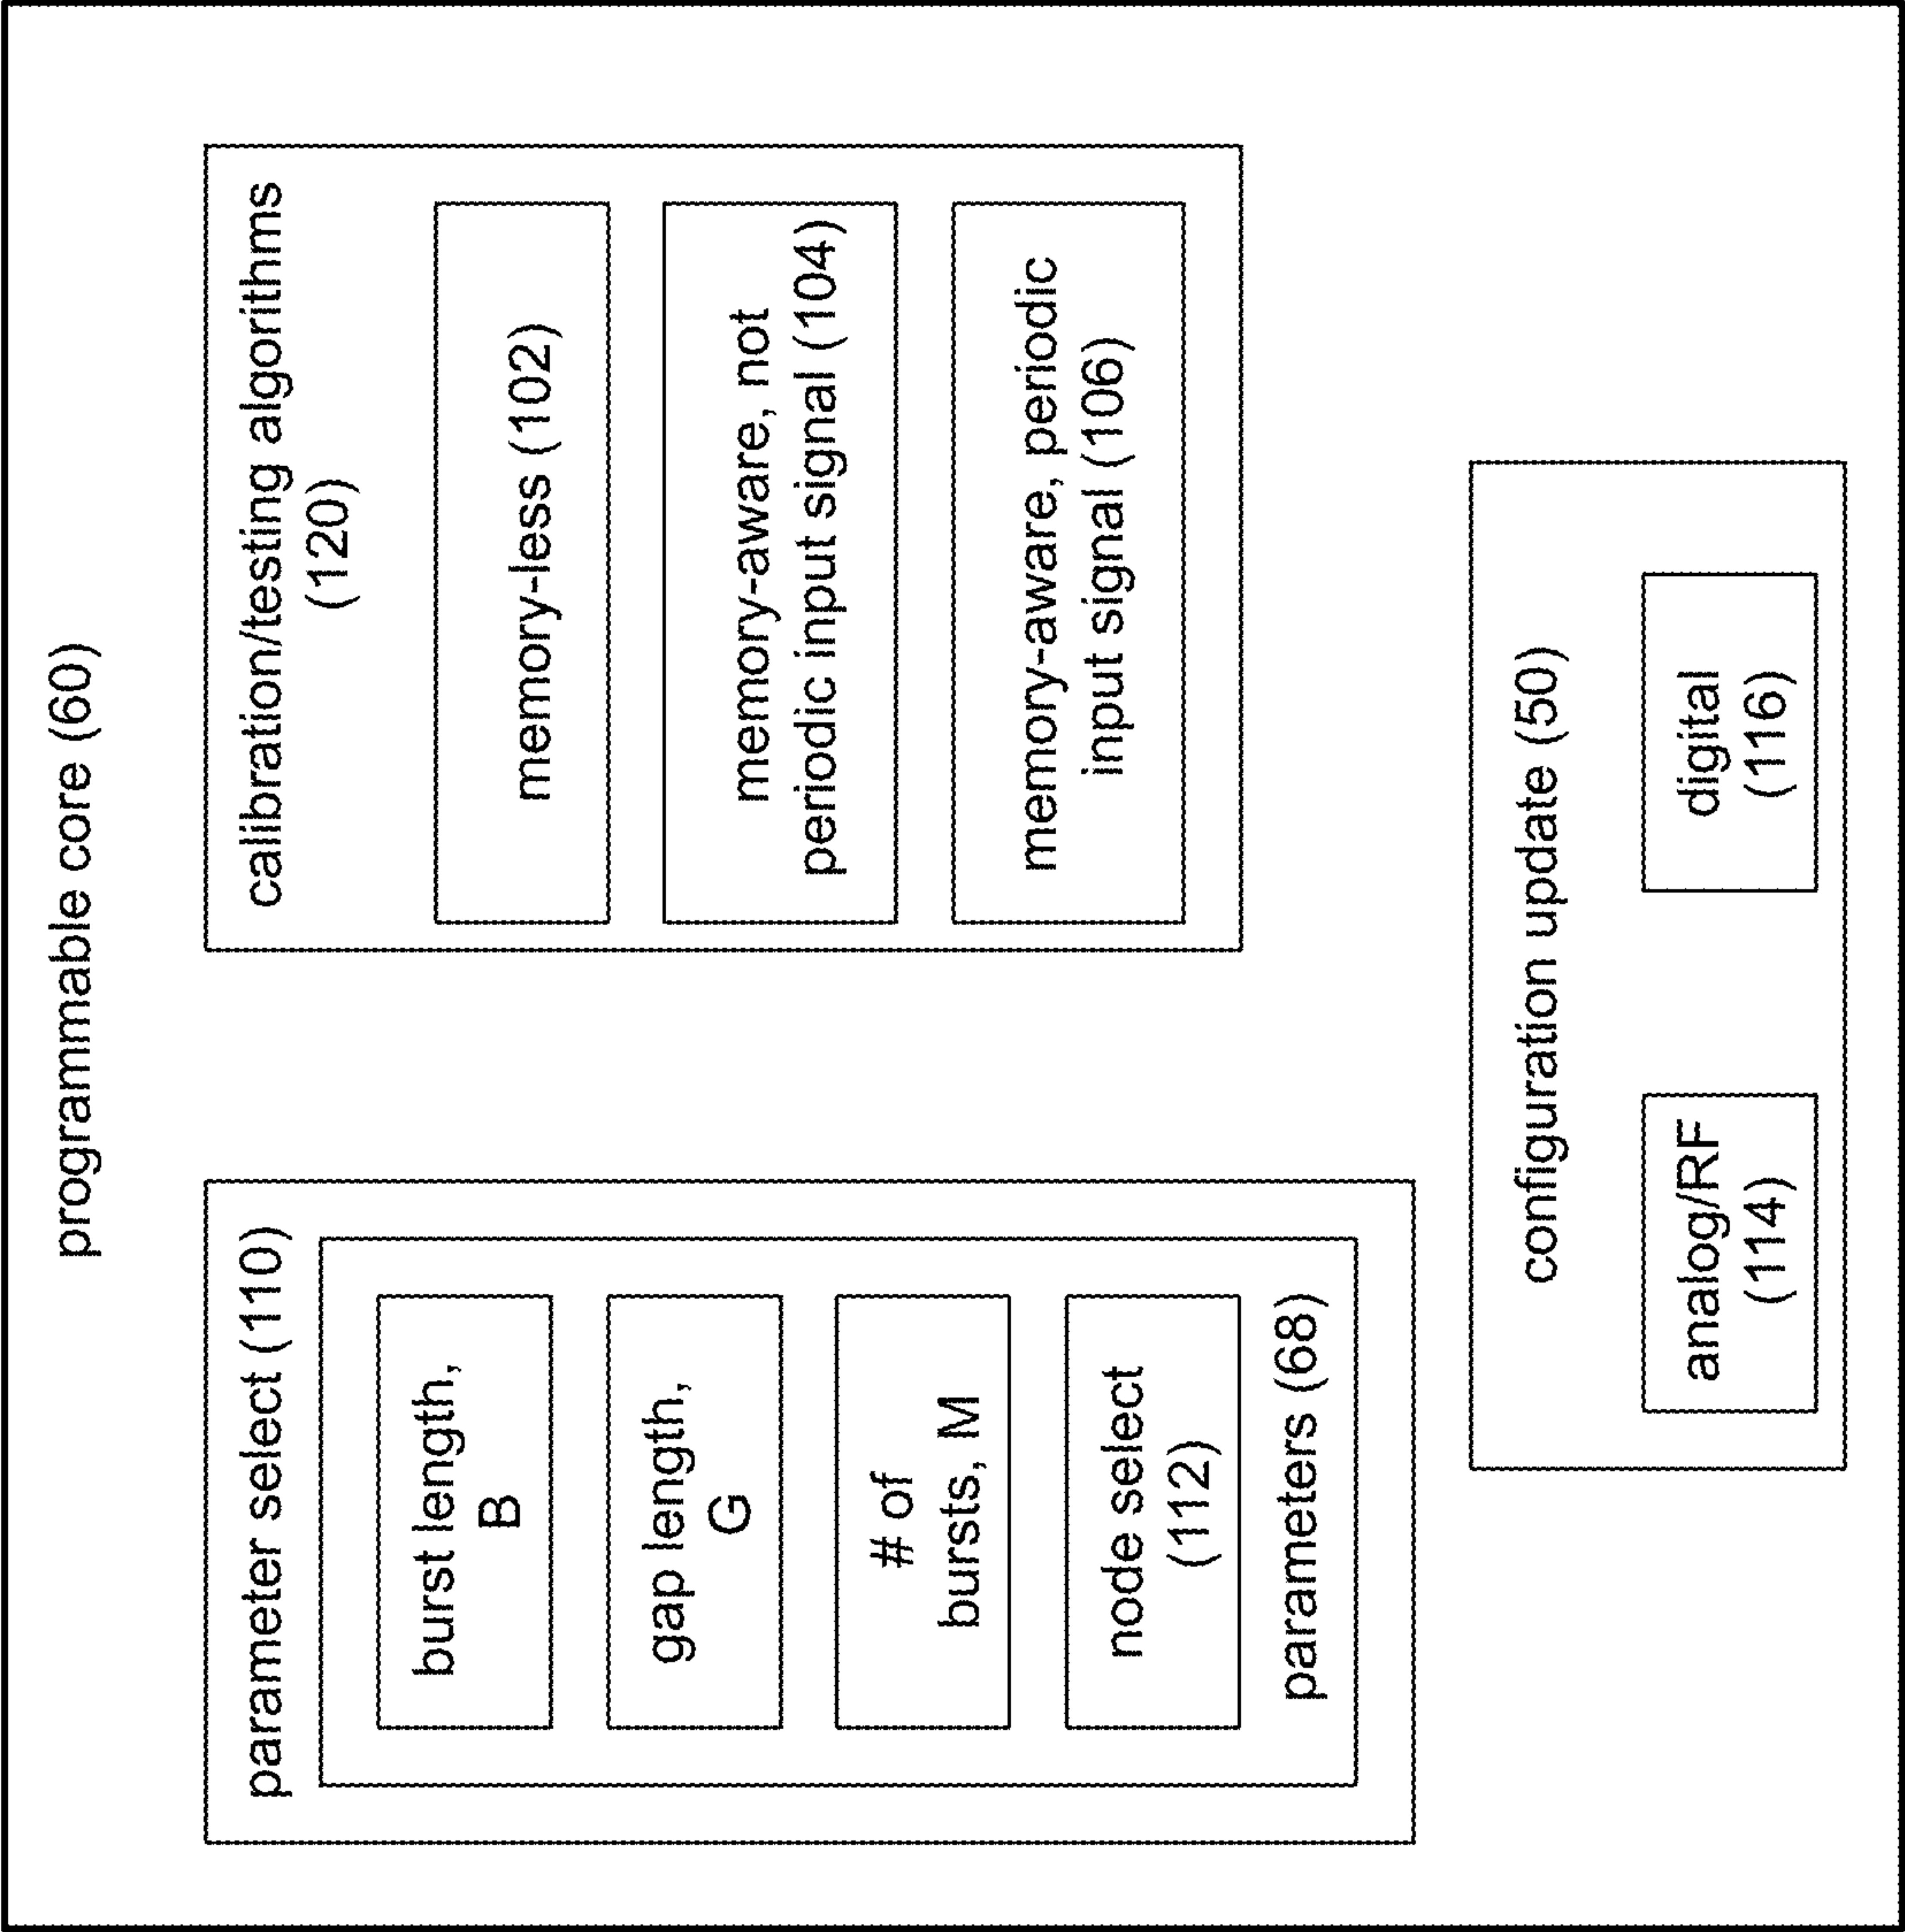 programmable core (60)
parameter select (110)
burst length,
B
gap length,
G
# of
bursts, M
node select
(112)
parameters (68)
calibration/testing algorithms
(120)
memory-less (102)
memory-aware, not
periodic input signal (104)
memory-aware, periodic
input signal (106)
configuration update (50)
analog/RF
(114)
digital
(116)